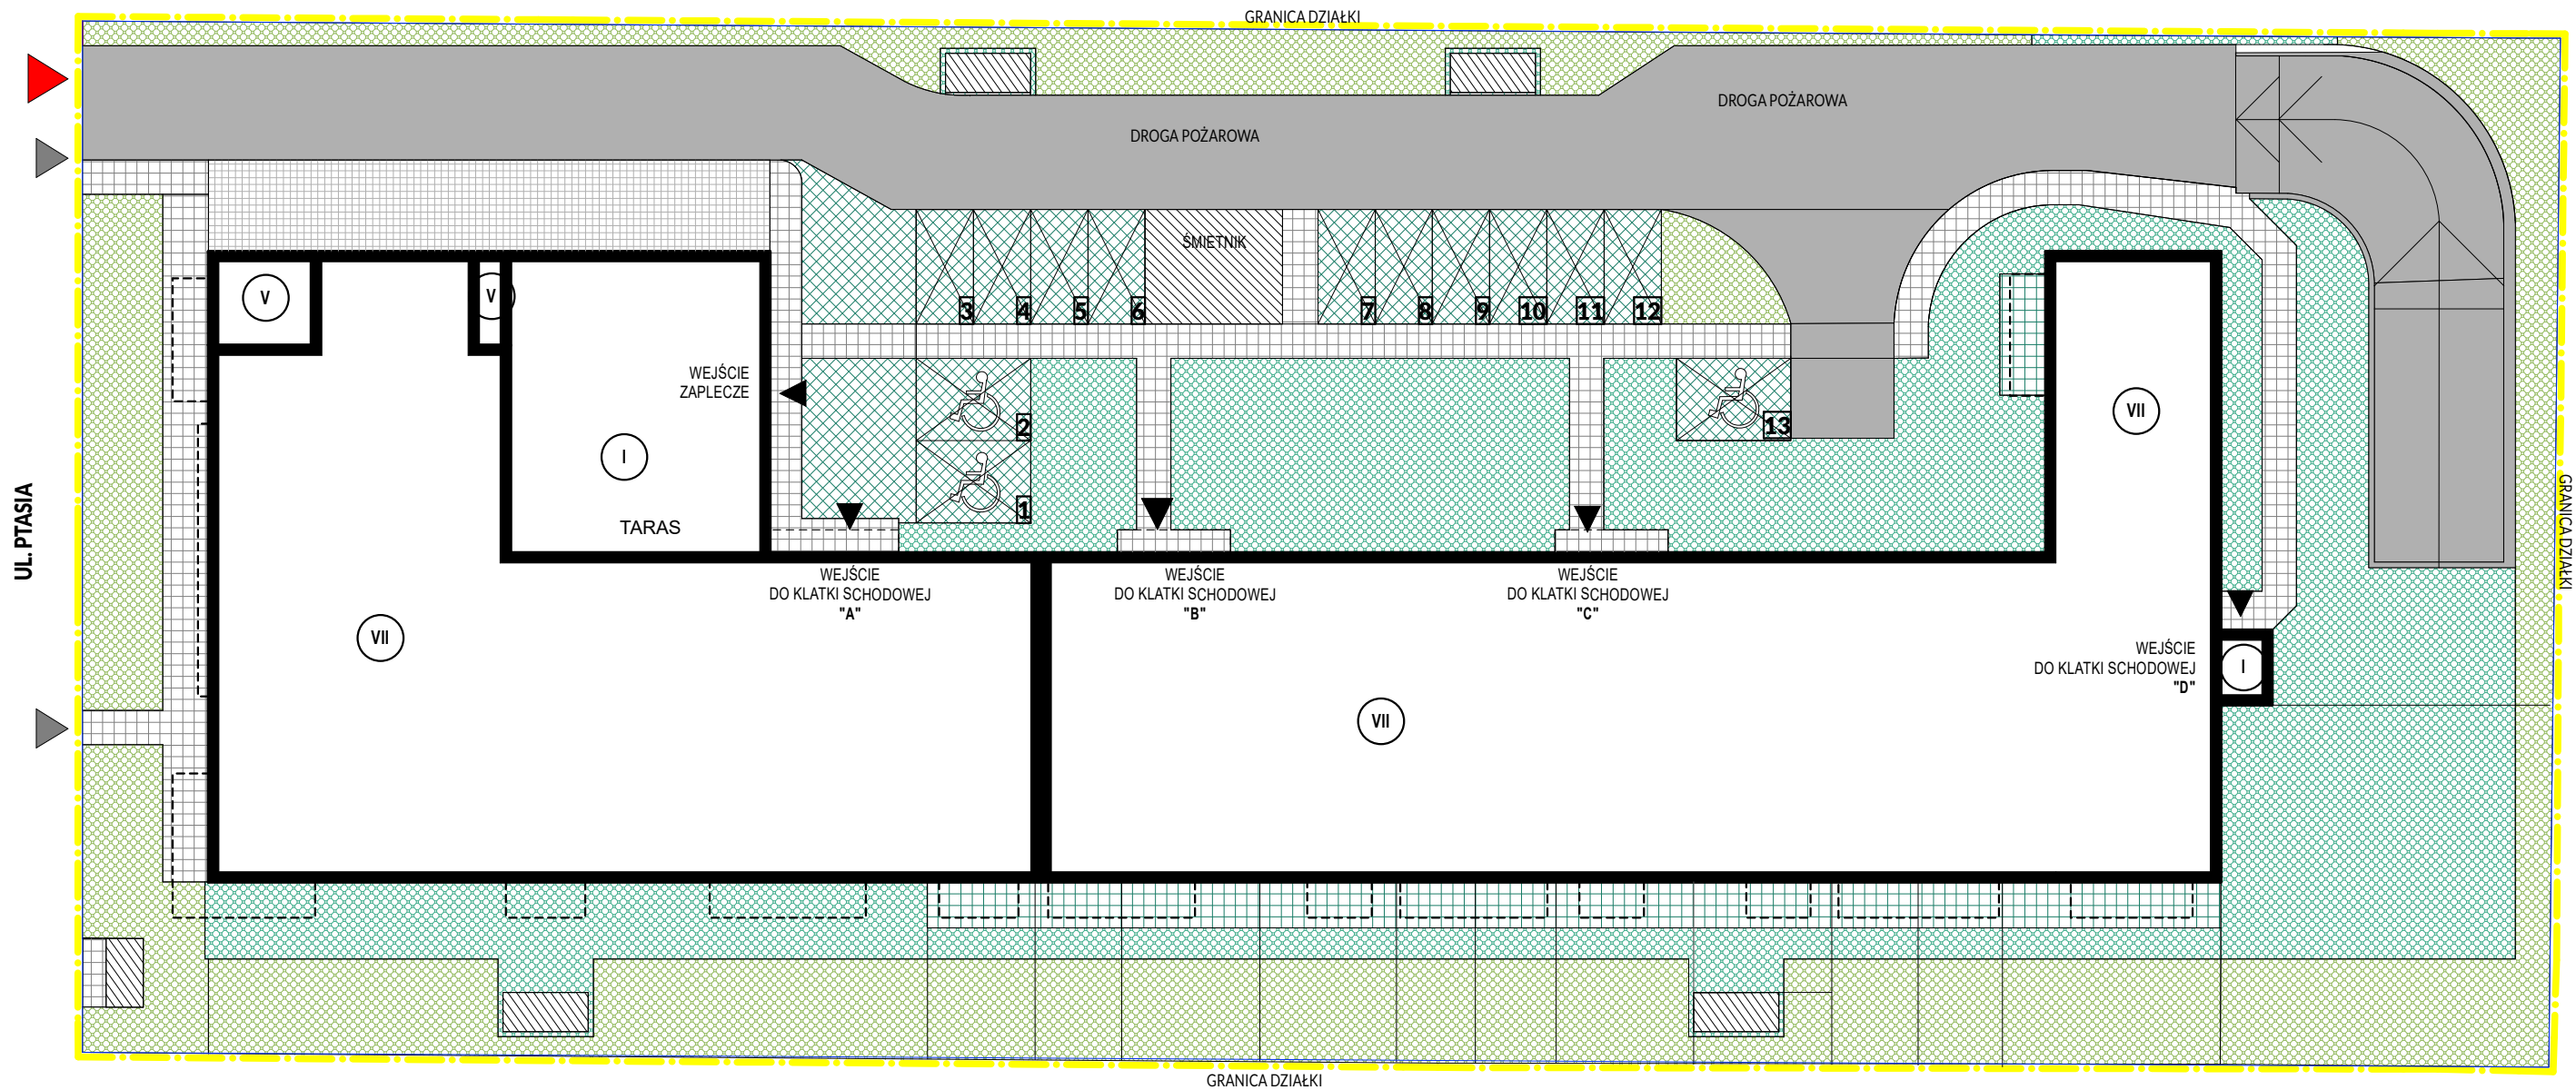 GRANICA DZIAŁKI
DROGA POŻAROWA
DROGA POŻAROWA
ŚMIETNIK
V
V
3
4
5
6
7
8
9
10
11
12
WEJŚCIE
ZAPLECZE
I
TARAS
2
1
13
VII
UL. PTASIA
GRANICA DZIAŁKI
WEJŚCIE
DO KLATKI SCHODOWEJ
"A"
WEJŚCIE
DO KLATKI SCHODOWEJ
"B"
WEJŚCIE
DO KLATKI SCHODOWEJ
"C"
WEJŚCIE
DO KLATKI SCHODOWEJ
"D"
I
VII
VII
GRANICA DZIAŁKI